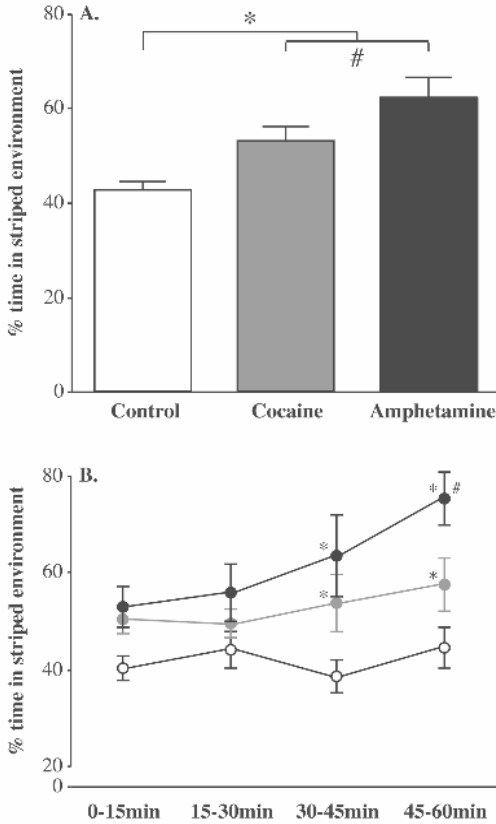 A.
80
60
40
20
0
% time in striped environment
*
#
Control Cocaine Amphetamine
B.
80
60
40
20
0
% time in striped environment
* #
*
*
*
0-15min 15-30min 30-45min 45-60min